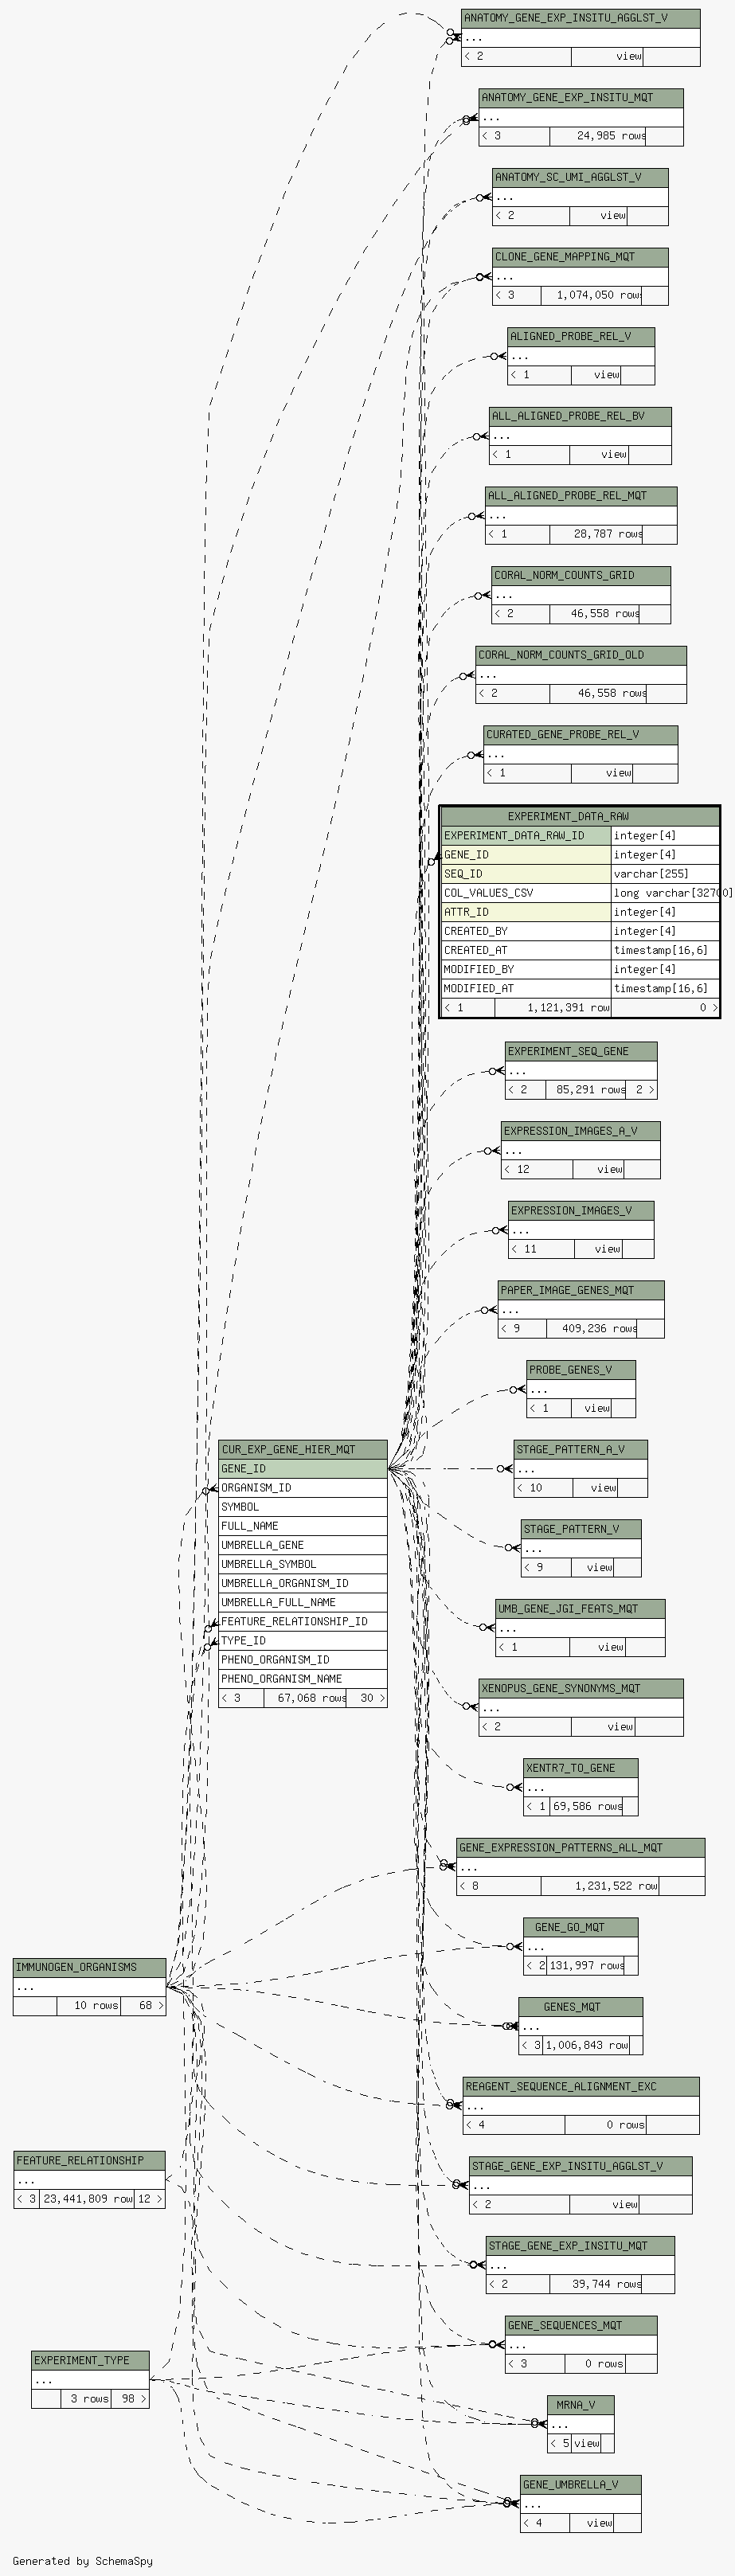 ANATOMY_GENE_EXP_INSITU_AGGLST_V
...
< 2 view
ANATOMY_GENE_EXP_INSITU_MQT
...
< 3 24,985 rows
ANATOMY_SC_UMI_AGGLST_V
...
< 2 view
CLONE_GENE_MAPPING_MQT
...
< 3 1,074,050 rows
ALIGNED_PROBE_REL_V
...
< 1 view
ALL_ALIGNED_PROBE_REL_BV
...
< 1 view
ALL_ALIGNED_PROBE_REL_MQT
...
< 1 28,787 rows
CORAL_NORM_COUNTS_GRID
...
< 2 46,558 rows
CORAL_NORM_COUNTS_GRID_OLD
...
< 2 46,558 rows
CURATED_GENE_PROBE_REL_V
...
< 1 view
EXPERIMENT_DATA_RAW
EXPERIMENT_DATA_RAW_ID integer[4]
GENE_ID integer[4]
SEQ_ID varchar[255]
COL_VALUES_CSV long varchar[32700]
ATTR_ID integer[4]
CREATED_BY integer[4]
CREATED_AT timestamp[16,6]
MODIFIED_BY integer[4]
MODIFIED_AT timestamp[16,6]
< 1 1,121,391 row 0 >
EXPERIMENT_SEQ_GENE
...
< 2 85,291 rows 2 >
EXPRESSION_IMAGES_A_V
...
< 12 view
EXPRESSION_IMAGES_V
...
< 11 view
PAPER_IMAGE_GENES_MQT
...
< 9 409,236 rows
PROBE_GENES_V
...
< 1 view
STAGE_PATTERN_A_V
...
< 10 view
STAGE_PATTERN_V
...
< 9 view
UMB_GENE_JGI_FEATS_MQT
...
< 1 view
XENOPUS_GENE_SYNONYMS_MQT
...
< 2 view
XENTR7_TO_GENE
...
< 1 69,586 rows
GENE_EXPRESSION_PATTERNS_ALL_MQT
...
< 8 1,231,522 row
GENE_GO_MQT
...
< 2 131,997 rows
GENES_MQT
...
< 3 1,006,843 row
REAGENT_SEQUENCE_ALIGNMENT_EXC
...
< 4 0 rows
STAGE_GENE_EXP_INSITU_AGGLST_V
...
< 2 view
STAGE_GENE_EXP_INSITU_MQT
...
< 2 39,744 rows
GENE_SEQUENCES_MQT
...
< 3 0 rows
MRNA_V
...
< 5 view
GENE_UMBRELLA_V
...
< 4 view
CUR_EXP_GENE_HIER_MQT
GENE_ID
ORGANISM_ID
SYMBOL
FULL_NAME
UMBRELLA_GENE
UMBRELLA_SYMBOL
UMBRELLA_ORGANISM_ID
UMBRELLA_FULL_NAME
FEATURE_RELATIONSHIP_ID
TYPE_ID
PHENO_ORGANISM_ID
PHENO_ORGANISM_NAME
< 3 67,068 rows 30 >
IMMUNOGEN_ORGANISMS
...
10 rows 68 >
FEATURE_RELATIONSHIP
...
< 3 23,441,809 row 12 >
EXPERIMENT_TYPE
...
3 rows 98 >
Generated by SchemaSpy